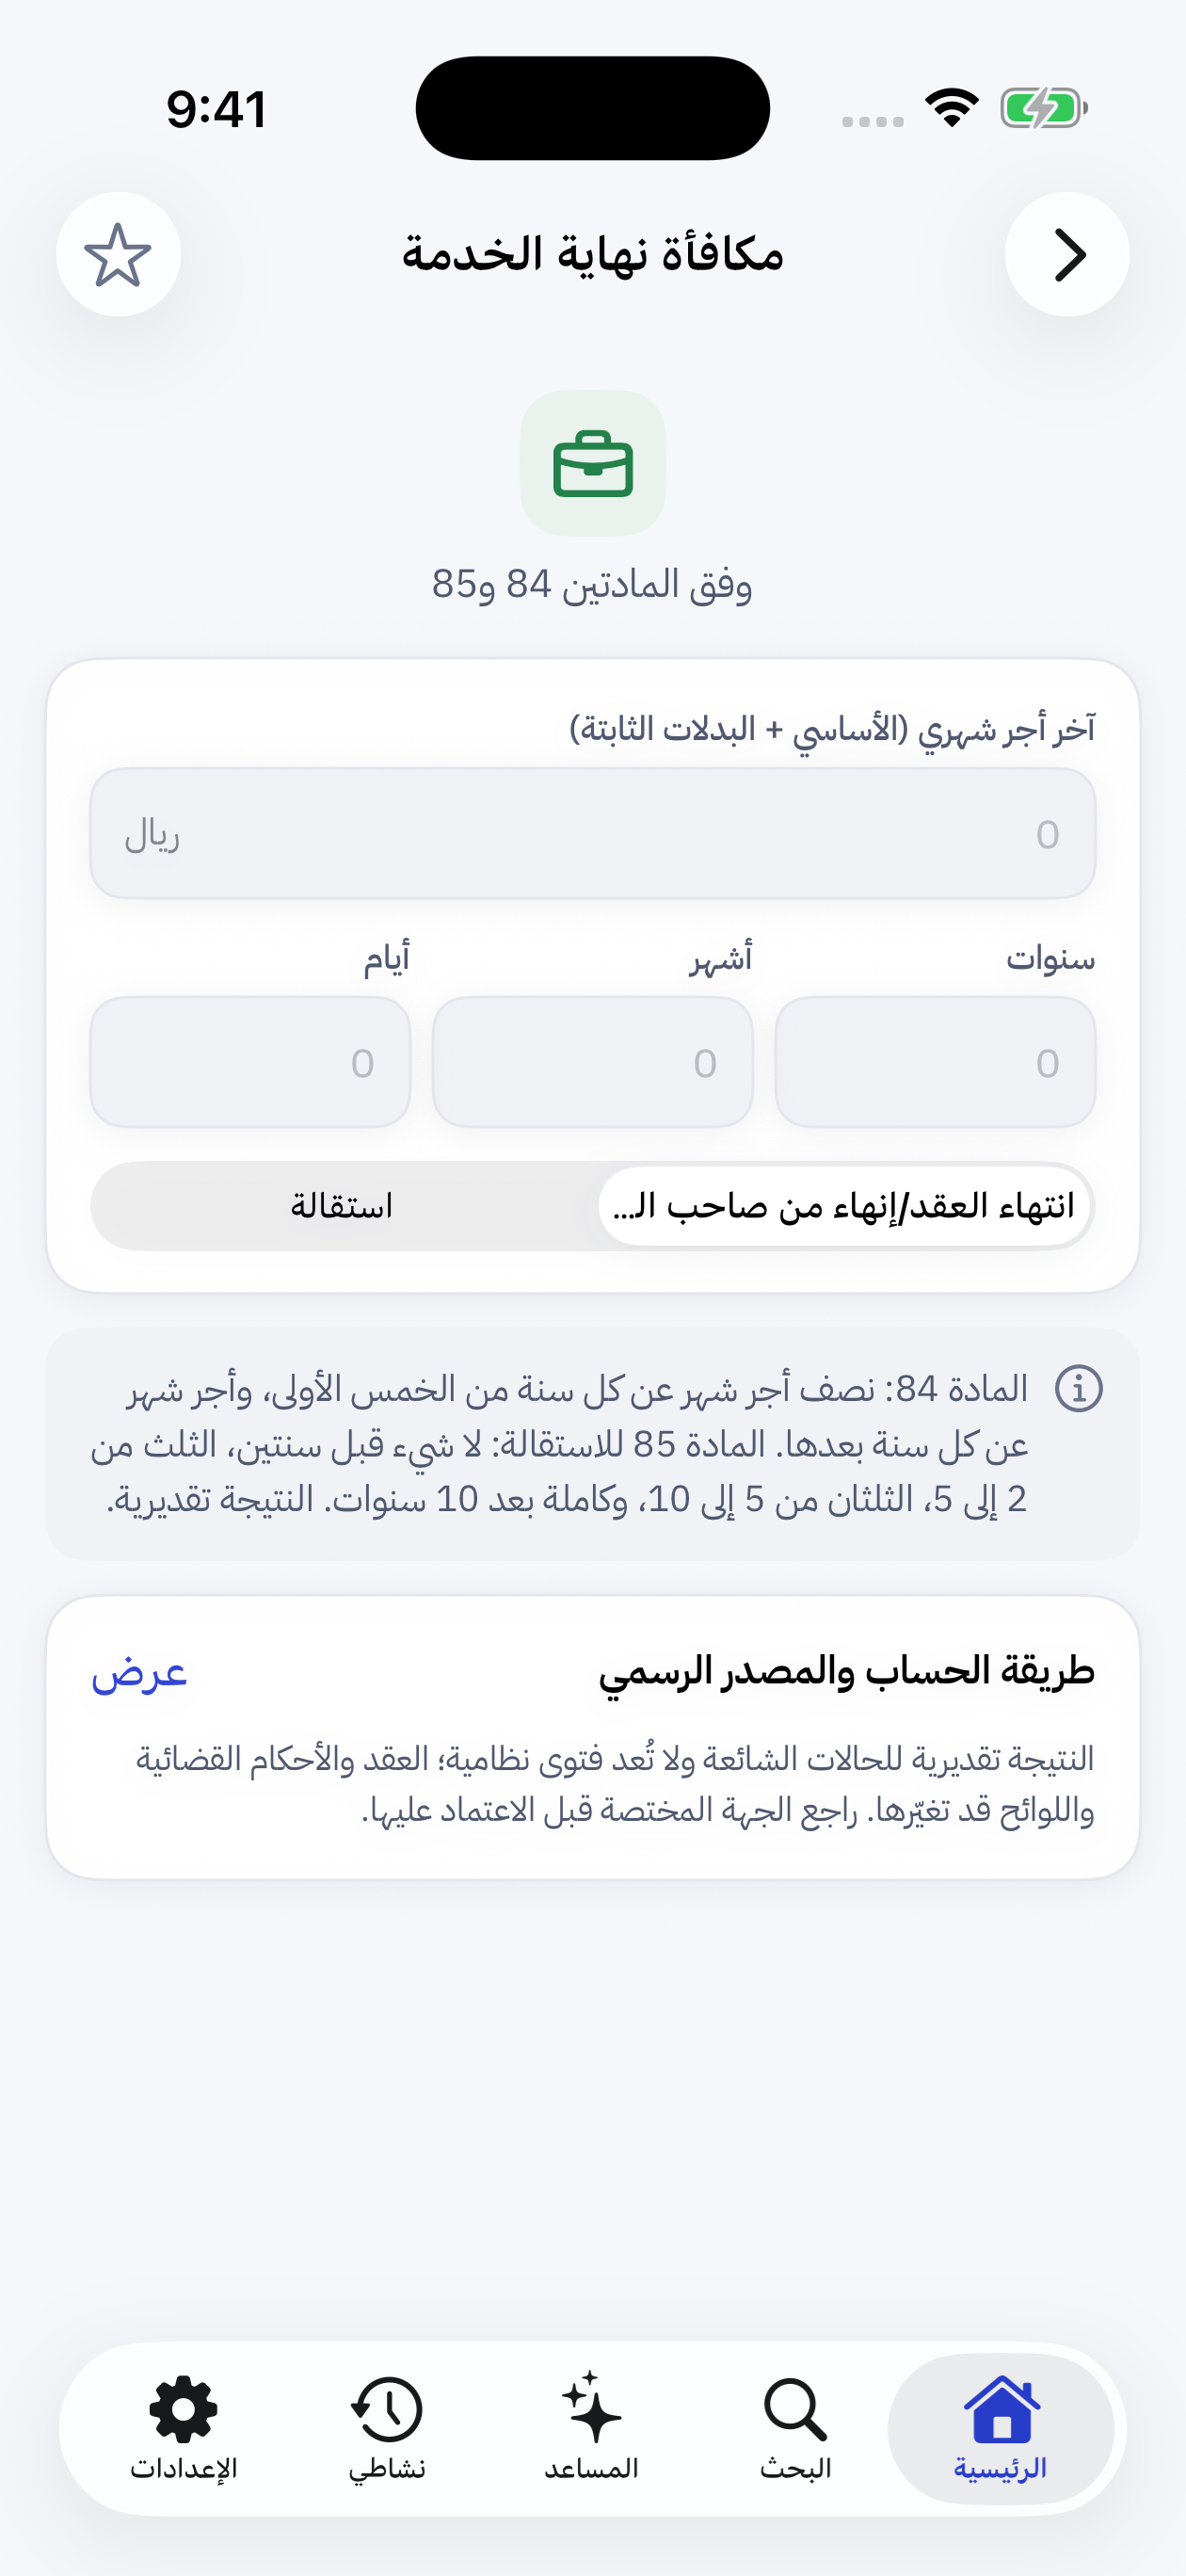 9:41
مكافأة نهاية الخدمة
وفق المادتين 84 و85
آخر أجر شهري (الأساسي + البدلات الثابتة)
0 ريال
سنوات أشهر أيام
0 0 0
انتهاء العقد/إنهاء من صاحب الـ... استقالة
المادة 84: نصف أجر شهر عن كل سنة من الخمس الأولى، وأجر شهر
عن كل سنة بعدها. المادة 85 للاستقالة: لا شيء قبل سنتين، الثلث من
2 إلى 5، الثلثان من 5 إلى 10، وكاملة بعد 10 سنوات. النتيجة تقديرية.
طريقة الحساب والمصدر الرسمي عرض
النتيجة تقديرية للحالات الشائعة ولا تُعد فتوى نظامية؛ العقد والأحكام القضائية
واللوائح قد تغيّرها. راجع الجهة المختصة قبل الاعتماد عليها.
الرئيسية البحث المساعد نشاطي الإعدادات